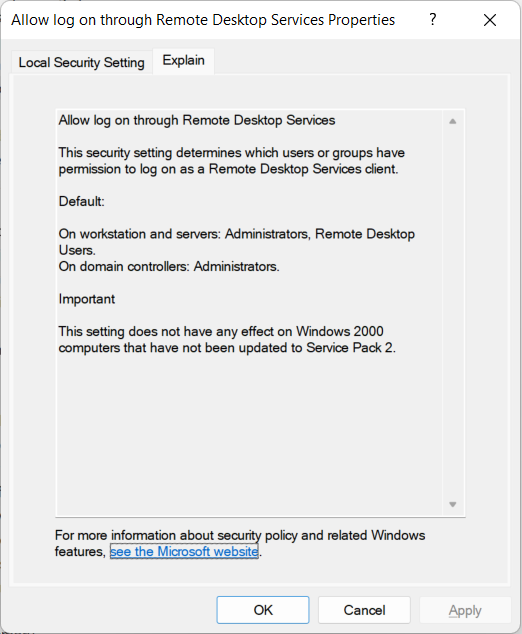 Allow log on through Remote Desktop Services Properties ?
Local Security Setting Explain
Allow log on through Remote Desktop Services
This security setting determines which users or groups have
permission to log on as a Remote Desktop Services client.
Default:
On workstation and servers: Administrators, Remote Desktop
Users.
On domain controllers: Administrators.
Important
This setting does not have any effect on Windows 2000
computers that have not been updated to Service Pack 2.
For more information about security policy and related Windows
features, see the Microsoft website.
OK Cancel Apply